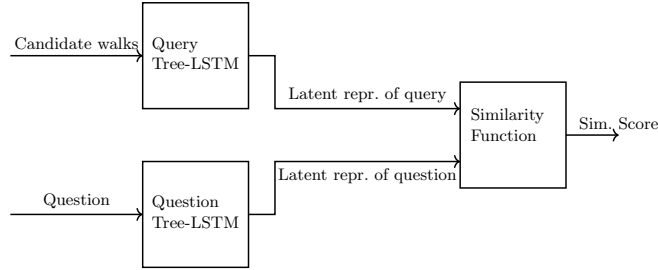 Candidate walks
Query
Tree-LSTM
Latent repr. of query
Similarity
Function
Sim. Score
Latent repr. of question
Question
Question
Tree-LSTM